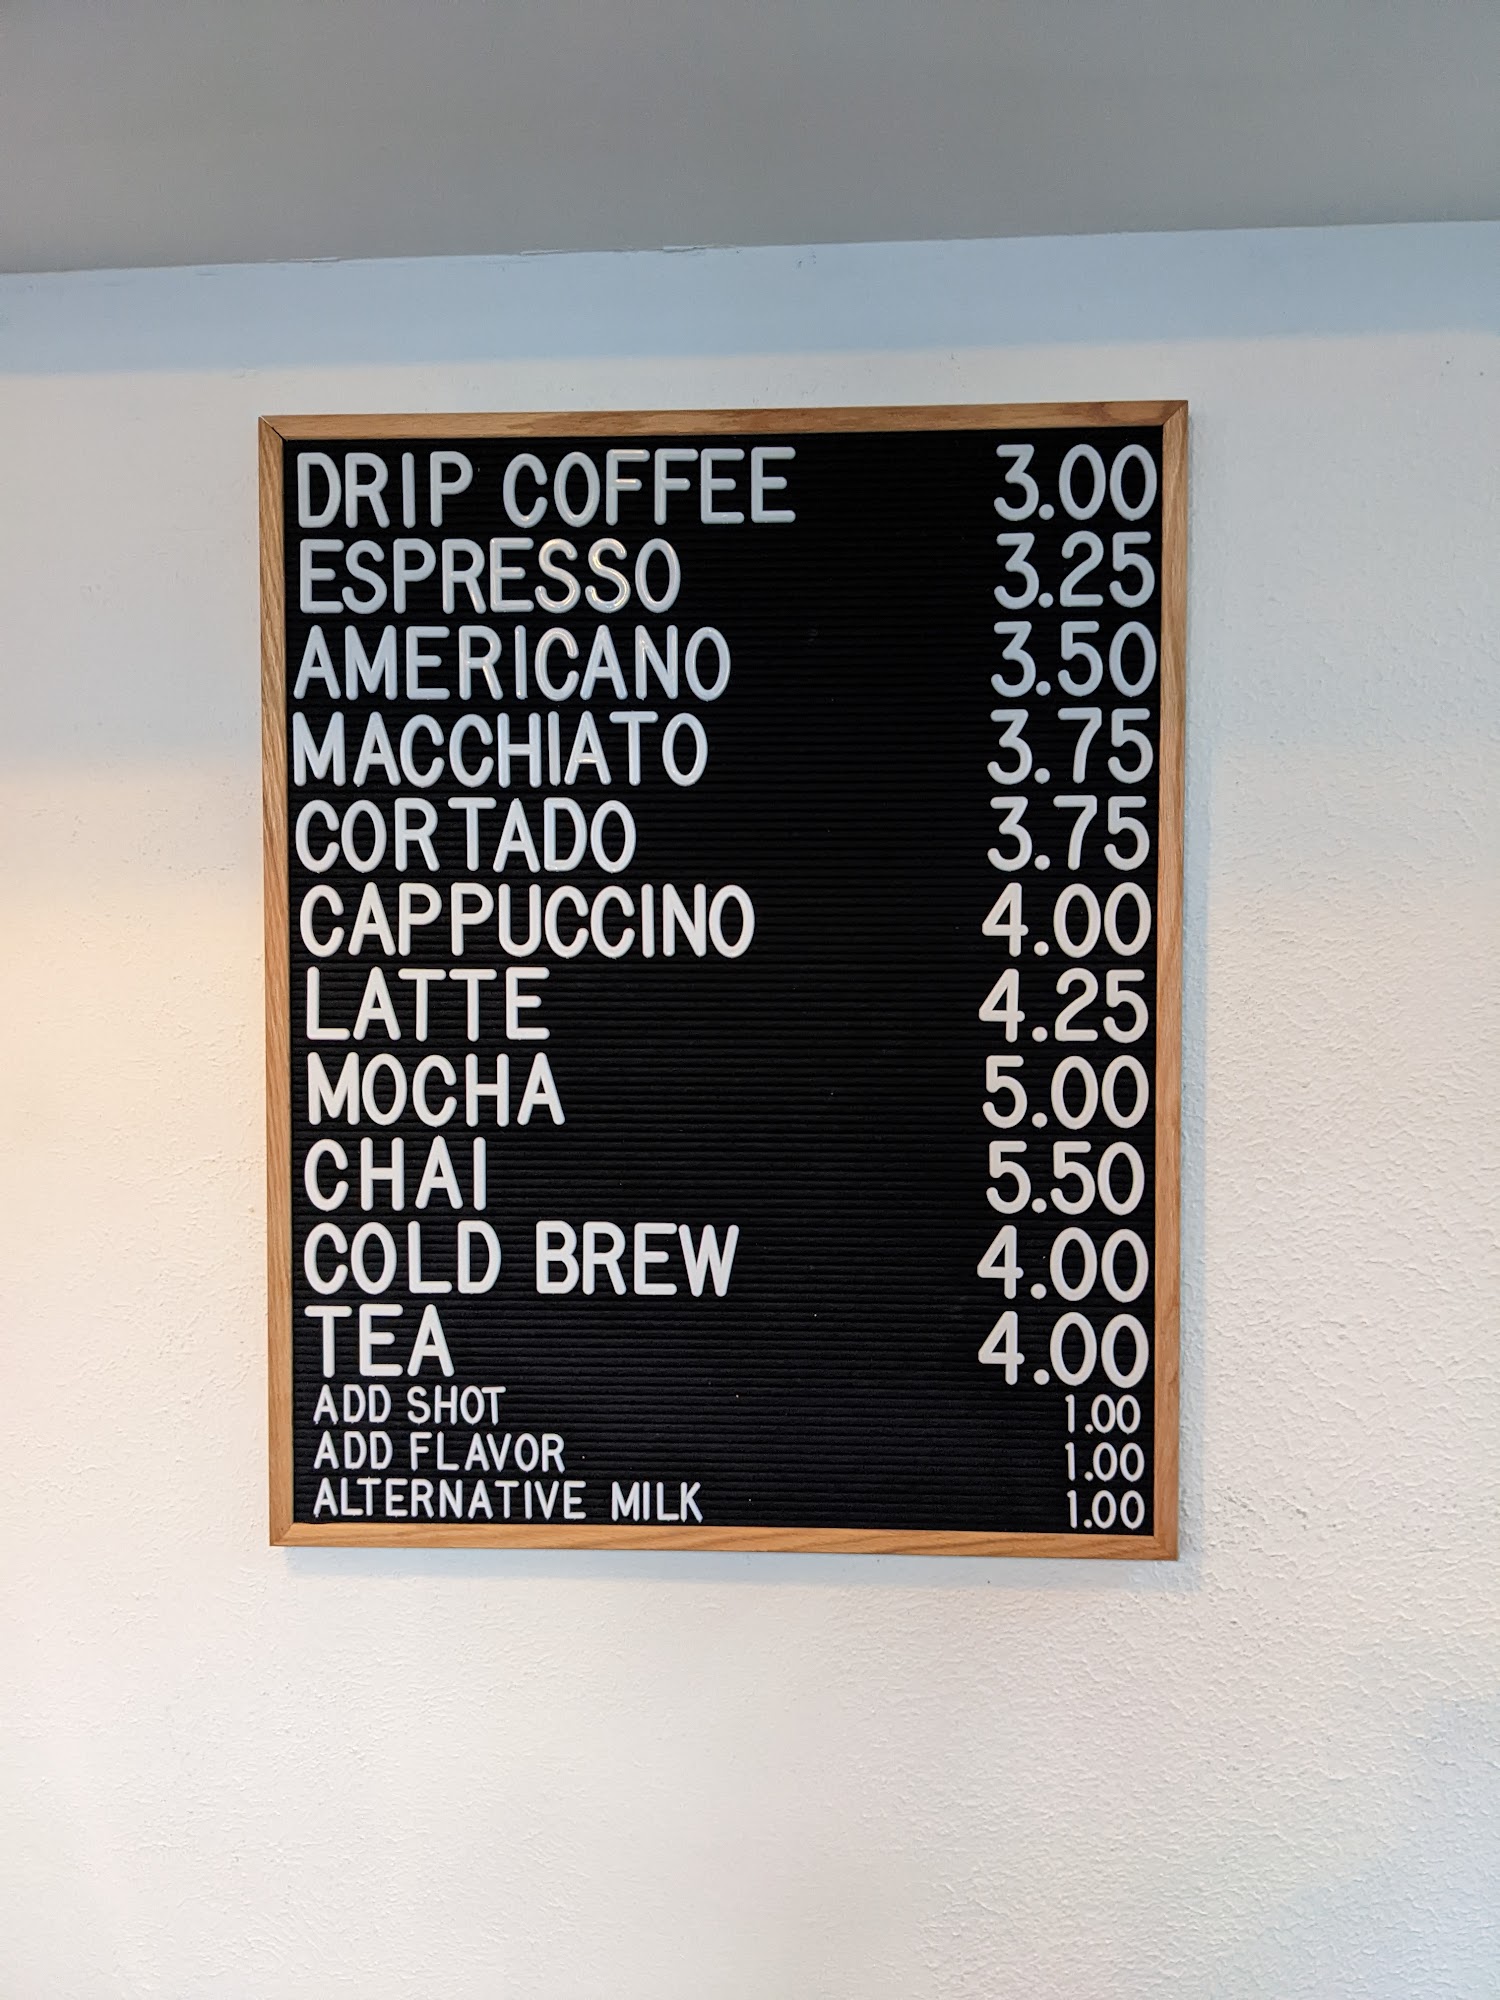 DRIP COFFEE 3.00
ESPRESSO 3.25
AMERICANO 3.50
MACCHIATO 3.75
CORTADO 3.75
CAPPUCCINO 4.00
LATTE 4.25
MOCHA 5.00
CHAI 5.50
COLD BREW 4.00
TEA 4.00
ADD SHOT 1.00
ADD FLAVOR 1.00
ALTERNATIVE MILK 1.00